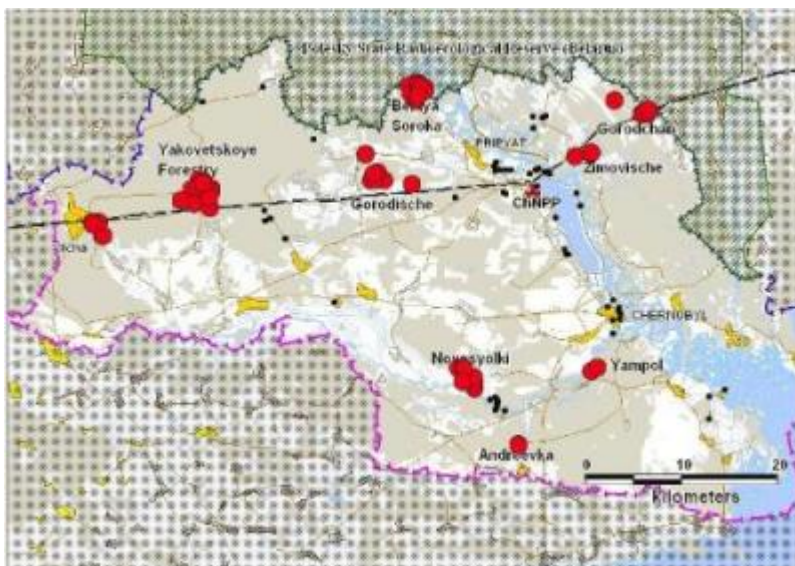 Polessky State Radioecological Reserve (Belarus)
Soroka
Gorodchan
PRIPYAT
Yakovetskoye
Forestry
Zimovische
ChNPP
Gorodische
CHERNOBYL
Novosyolki
Yampol
Andreevka
0 10 20
kilometers